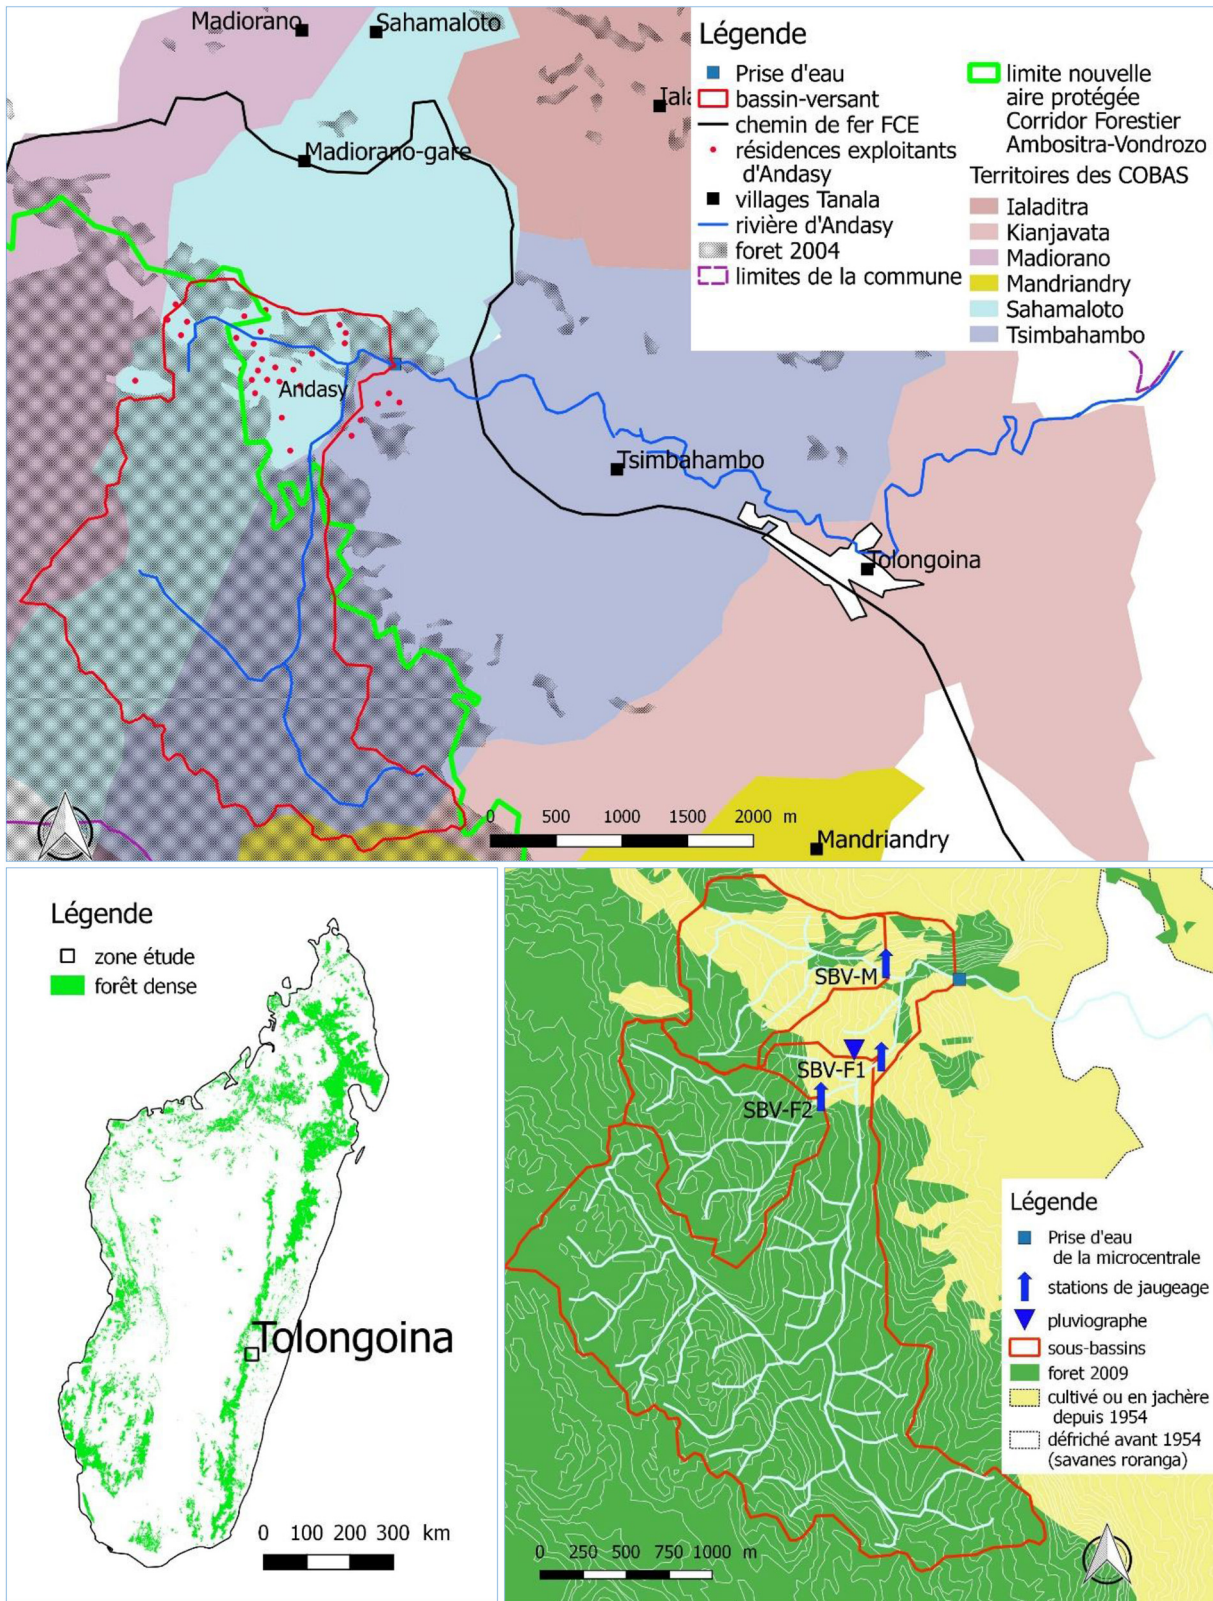 Madiorano
Sahamaloto
Iala
Madiorano-gare
Andasy
Tsimbahambo
Tolongoina
Mandriandry
0 500 1000 1500 2000 m
Légende
Prise d'eau
bassin-versant
chemin de fer FCE
résidences exploitants
d'Andasy
villages Tanala
rivière d'Andasy
foret 2004
limites de la commune
limite nouvelle
aire protégée
Corridor Forestier
Ambositra-Vondrozo
Territoires des COBAS
Ialaditra
Kianjavata
Madiorano
Mandriandry
Sahamaloto
Tsimbahambo
Légende
zone étude
forêt dense
Tolongoina
0 100 200 300 km
SBV-M
SBV-F1
SBV-F2
Légende
Prise d'eau
de la microcentrale
stations de jaugeage
pluviographe
sous-bassins
foret 2009
cultivé ou en jachère
depuis 1954
défriché avant 1954
(savanes roranga)
0 250 500 750 1000 m